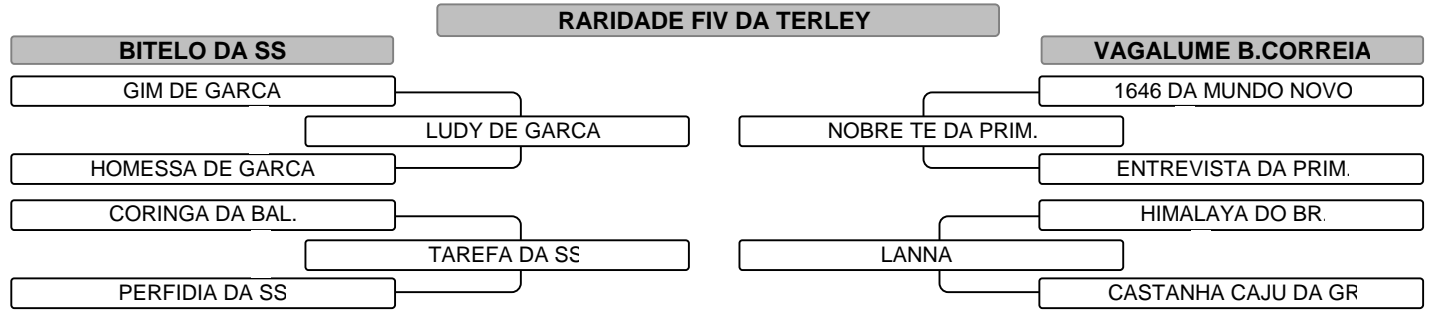 RARIDADE FIV DA TERLEY
BITELO DA SS
VAGALUME B.CORREIA
GIM DE GARCA
1646 DA MUNDO NOVO
LUDY DE GARCA
NOBRE TE DA PRIM.
HOMESSA DE GARCA
ENTREVISTA DA PRIM.
CORINGA DA BAL.
HIMALAYA DO BR.
TAREFA DA SS
LANNA
PERFIDIA DA SS
CASTANHA CAJU DA GR